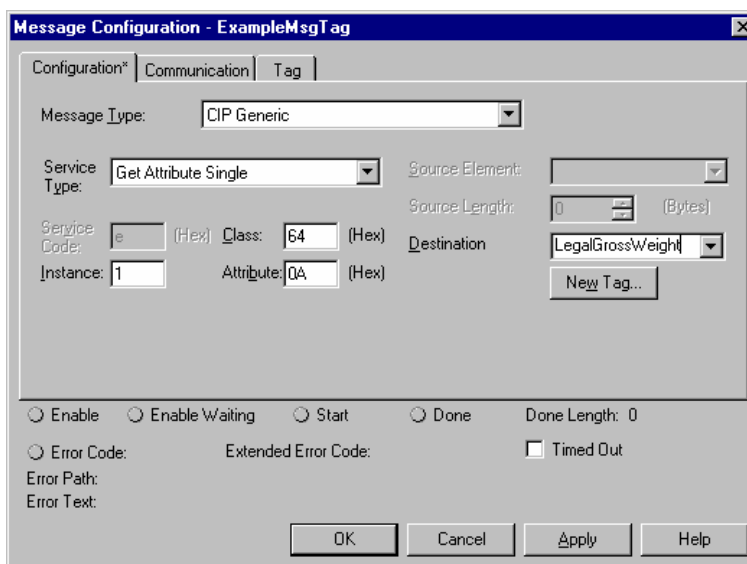 Message Configuration - ExampleMsgTag
Configuration* Communication Tag
Message Type: CIP Generic
Service Type: Get Attribute Single Source Element:
Source Length: 0 (Bytes)
Service Code: e (Hex) Class: 64 (Hex) Destination LegalGrossWeight
Instance: 1 Attribute: 0A (Hex) New Tag...
Enable Enable Waiting Start Done Done Length: 0
Error Code: Extended Error Code: Timed Out
Error Path:
Error Text:
OK Cancel Apply Help